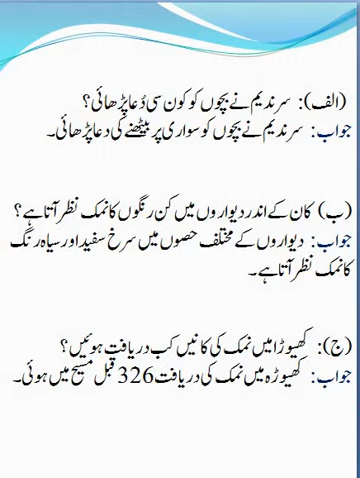 (الف): سر ندیم نے بچوں کو کون سی دُعا پڑھائی؟
جواب: سر ندیم نے بچوں کو سواری پر بیٹھنے کی دعا پڑھائی۔
(ب) کان کے اندر دیواروں میں کن رنگوں کا نمک نظر آتا ہے؟
جواب: دیواروں کے مختلف حصوں میں سرخ سفید اور سیاہ رنگ
کا نمک نظر آتا ہے۔
(ج): کھیوڑا میں نمک کی کانیں کب دریافت ہوئیں؟
جواب: کھیوڑہ میں نمک کی دریافت 326 قبل مسیح میں ہوئی۔